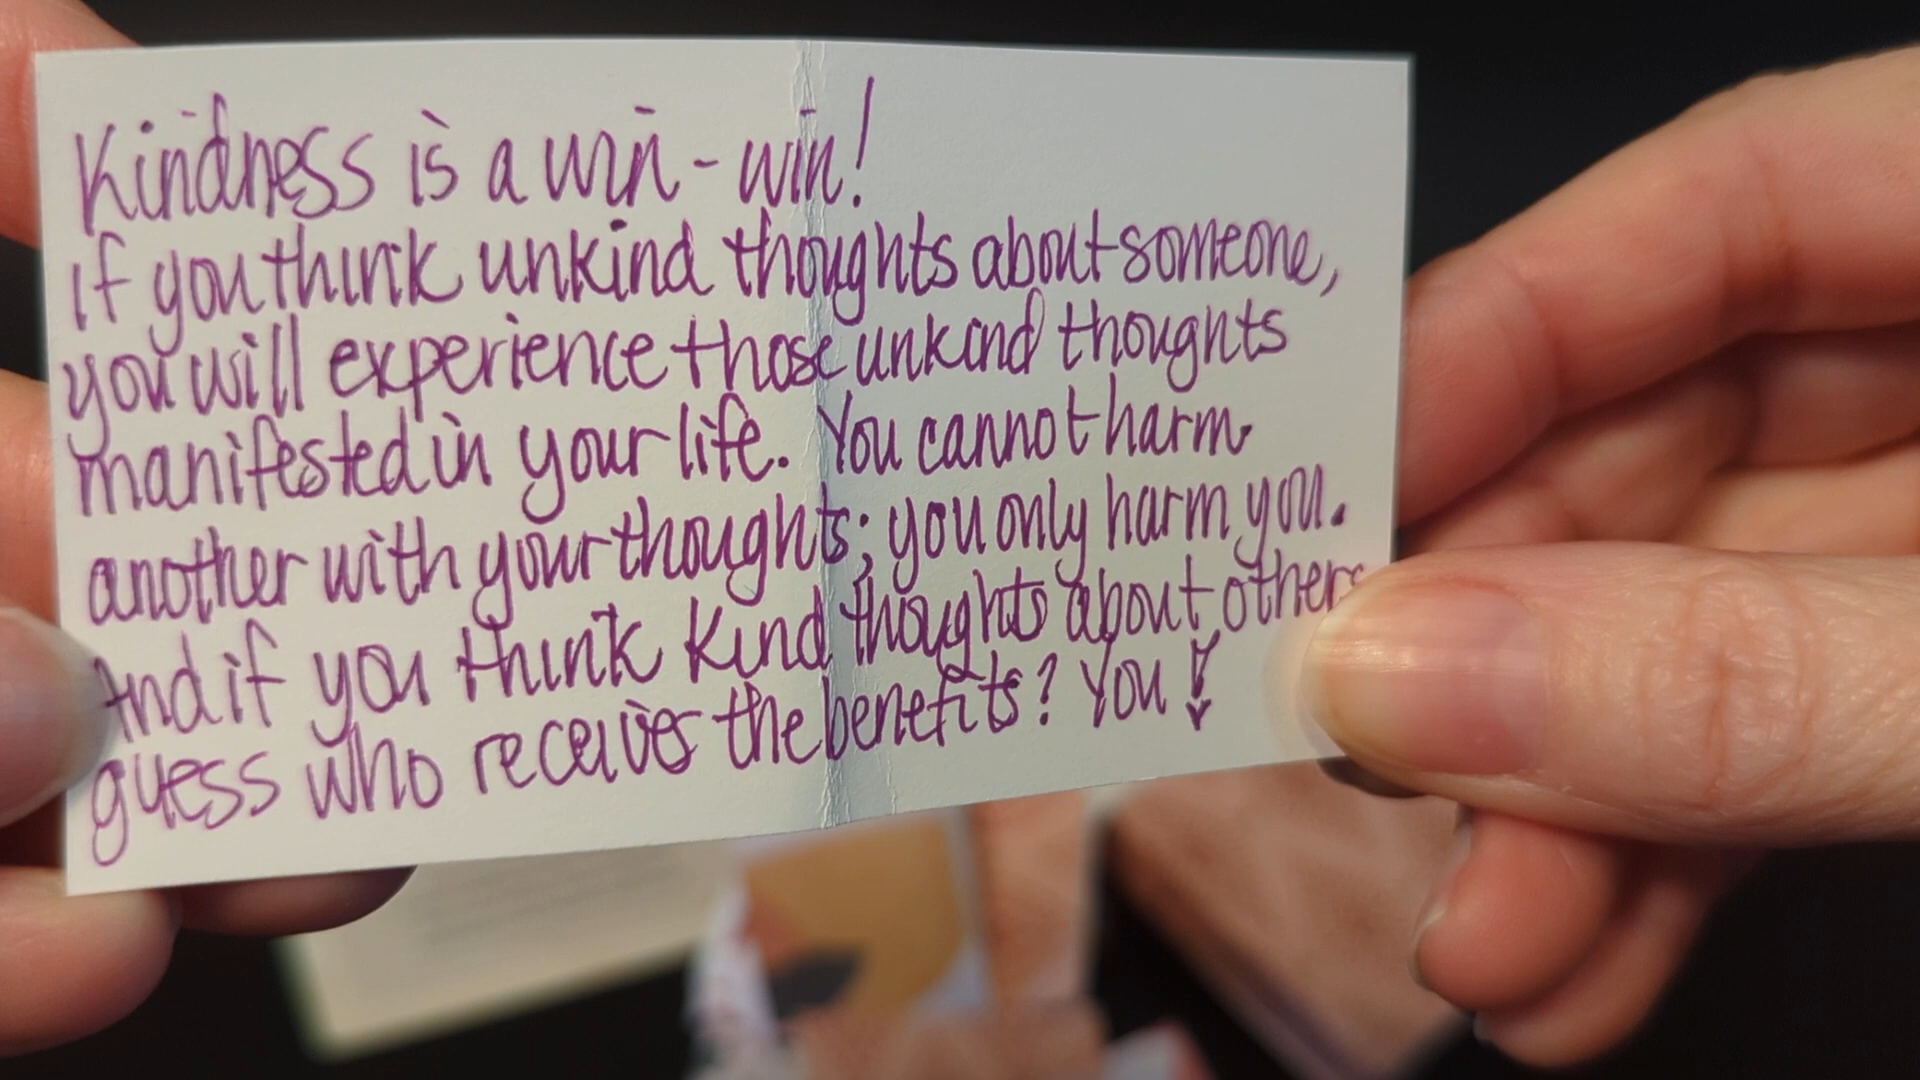 Kindness is a win-win!
If you think unkind thoughts about someone,
you will experience those unkind thoughts
manifested in your life. You cannot harm
another with your thoughts; you only harm you.
And if you think kind thoughts about others
guess who receives the benefits? You!